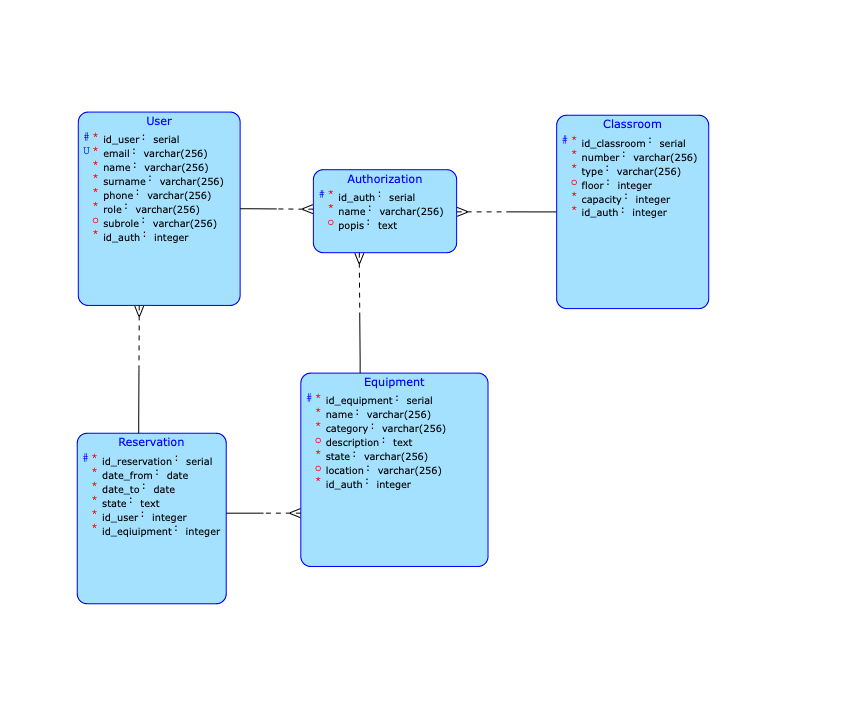 User
# * id_user : serial
U * email : varchar(256)
* name : varchar(256)
* surname : varchar(256)
* phone : varchar(256)
* role : varchar(256)
o subrole : varchar(256)
* id_auth : integer
Authorization
# * id_auth : serial
* name : varchar(256)
o popis : text
Classroom
# * id_classroom : serial
* number : varchar(256)
* type : varchar(256)
o floor : integer
* capacity : integer
* id_auth : integer
Reservation
# * id_reservation : serial
* date_from : date
* date_to : date
* state : text
* id_user : integer
* id_eqiuipment : integer
Equipment
# * id_equipment : serial
* name : varchar(256)
* category : varchar(256)
o description : text
* state : varchar(256)
o location : varchar(256)
* id_auth : integer